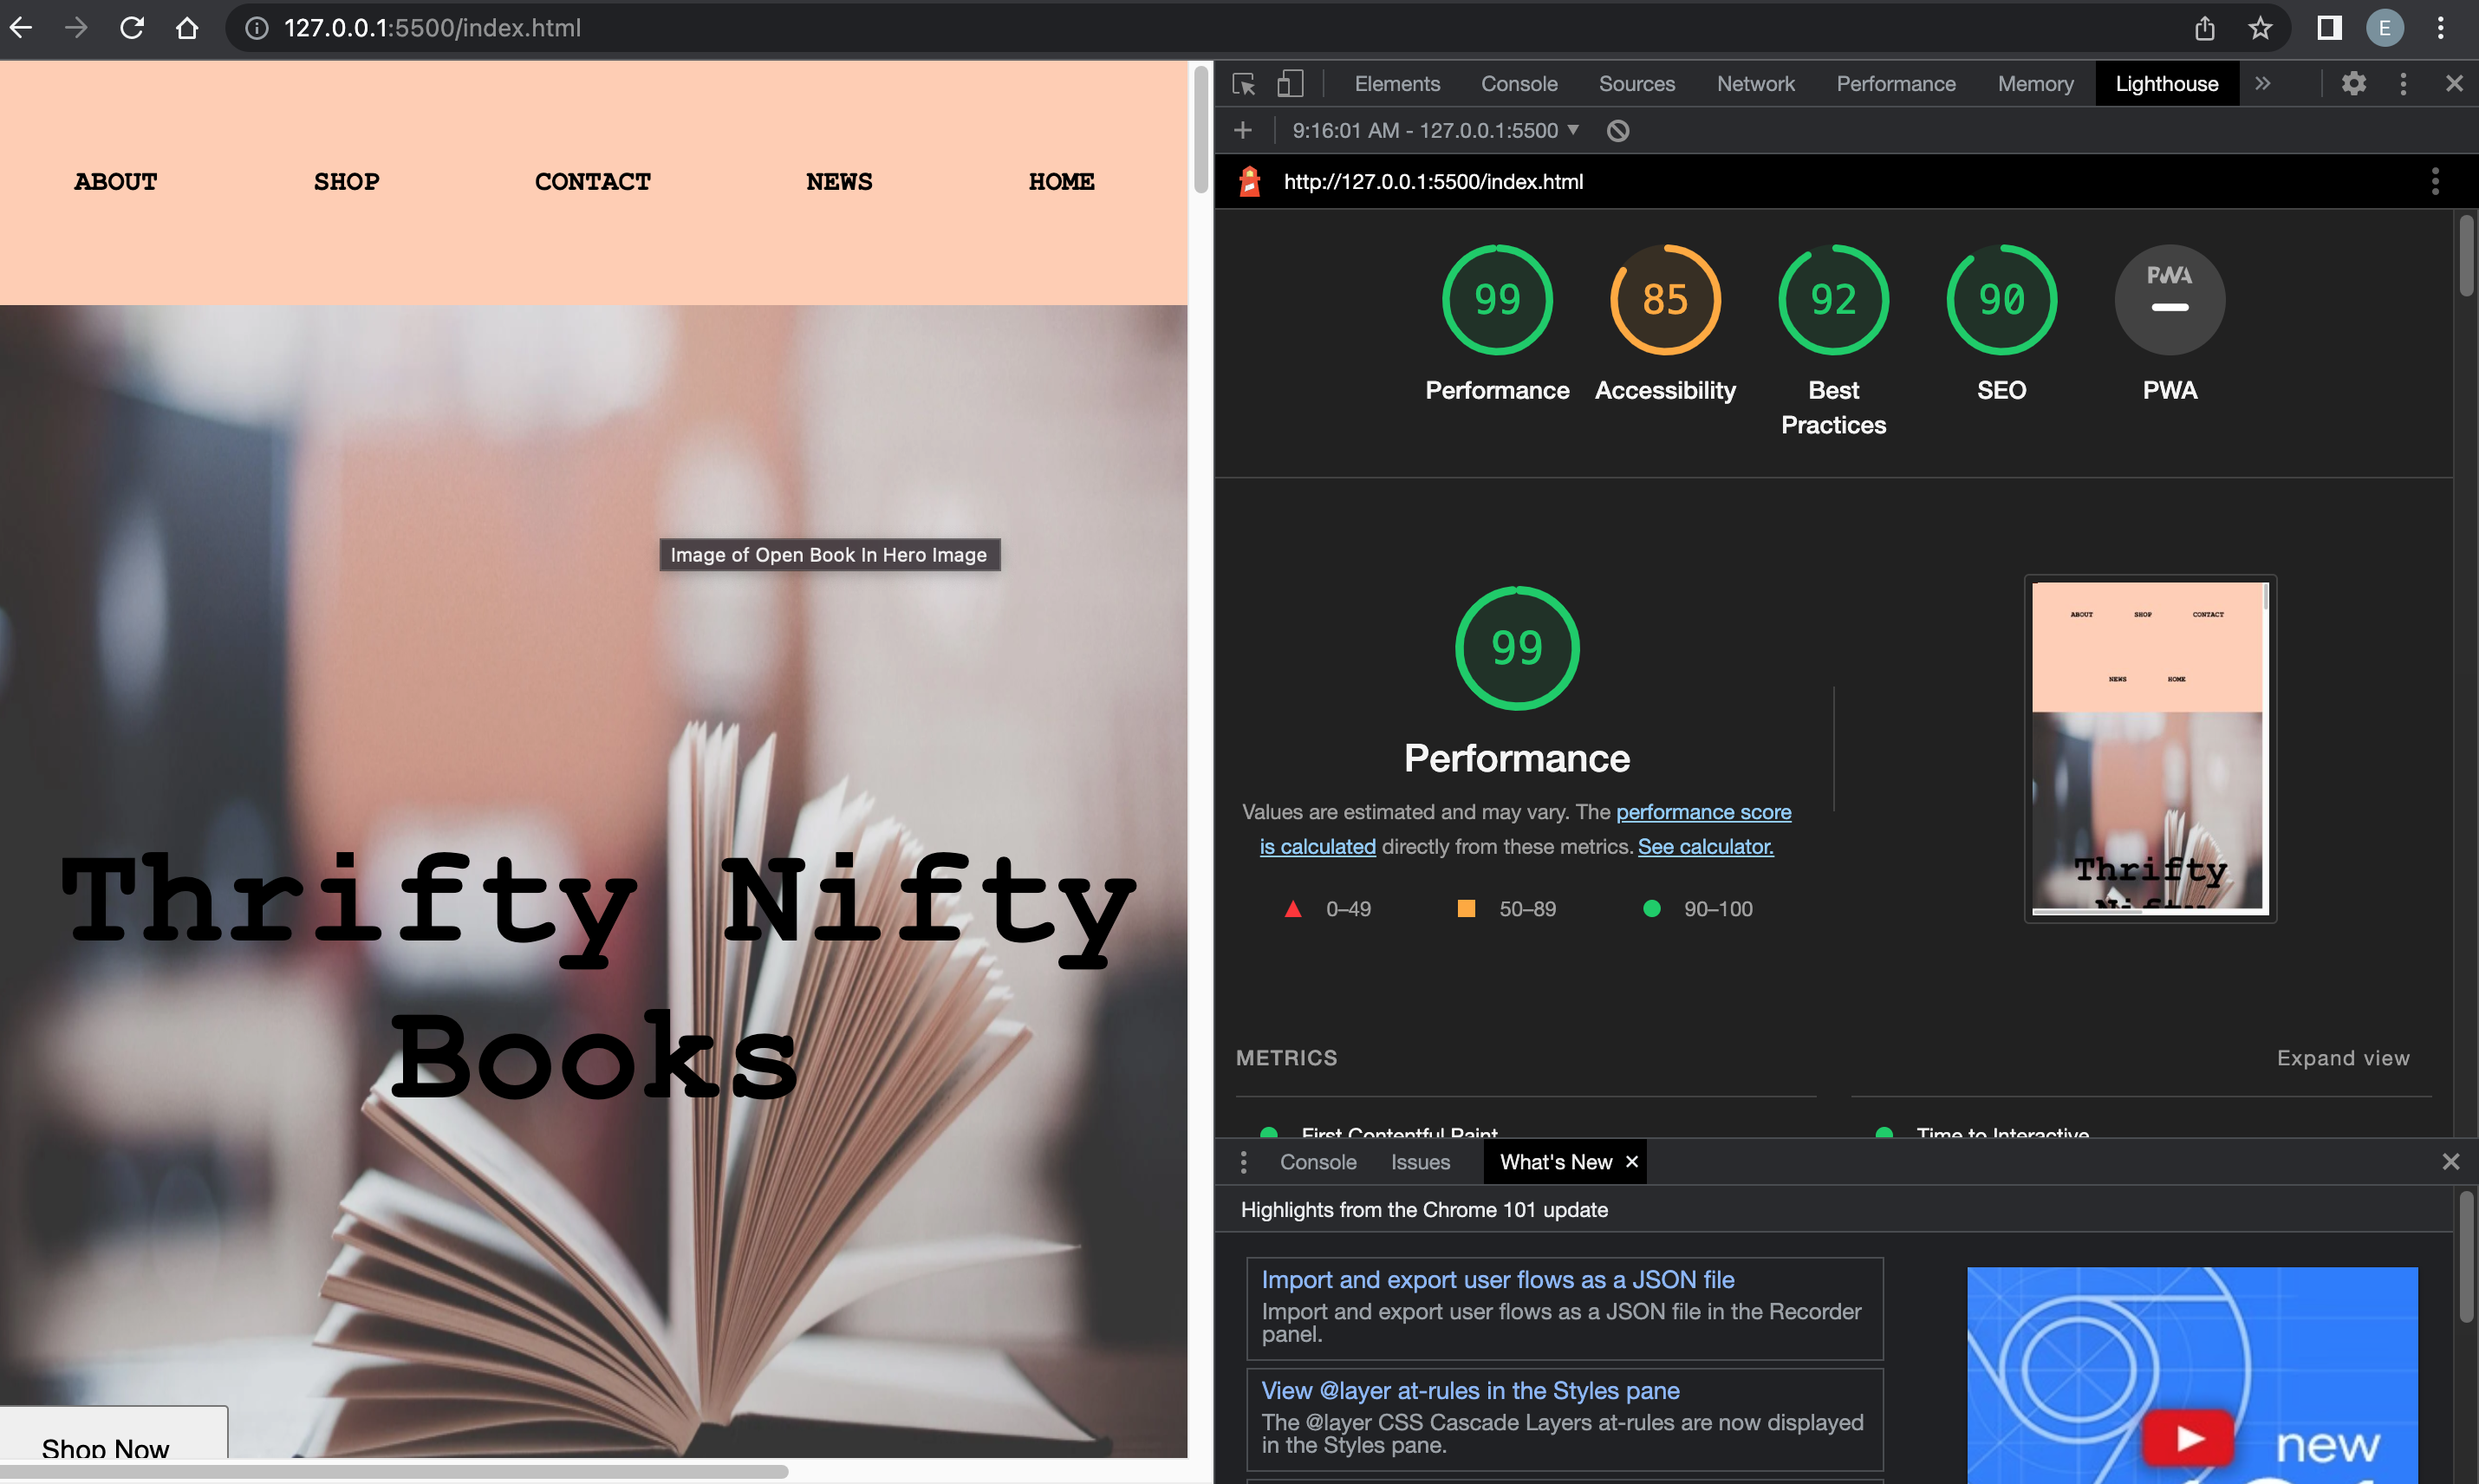 127.0.0.1:5500/index.html
E
ABOUT
SHOP
CONTACT
NEWS
HOME
Image of Open Book In Hero Image
Thrifty Nifty
Books
Shop Now
Elements
Console
Sources
Network
Performance
Memory
Lighthouse
9:16:01 AM - 127.0.0.1:5500
http://127.0.0.1:5500/index.html
99
85
92
90
PWA
Performance
Accessibility
Best
Practices
SEO
PWA
99
Performance
Values are estimated and may vary. The performance score
is calculated directly from these metrics. See calculator.
0–49
50–89
90–100
ABOUT
SHOP
CONTACT
NEWS
HOME
Thrifty
Nifty
METRICS
Expand view
First Contentful Paint
Time to Interactive
Console
Issues
What's New
Highlights from the Chrome 101 update
Import and export user flows as a JSON file
Import and export user flows as a JSON file in the Recorder
panel.
View @layer at-rules in the Styles pane
The @layer CSS Cascade Layers at-rules are now displayed
in the Styles pane.
new